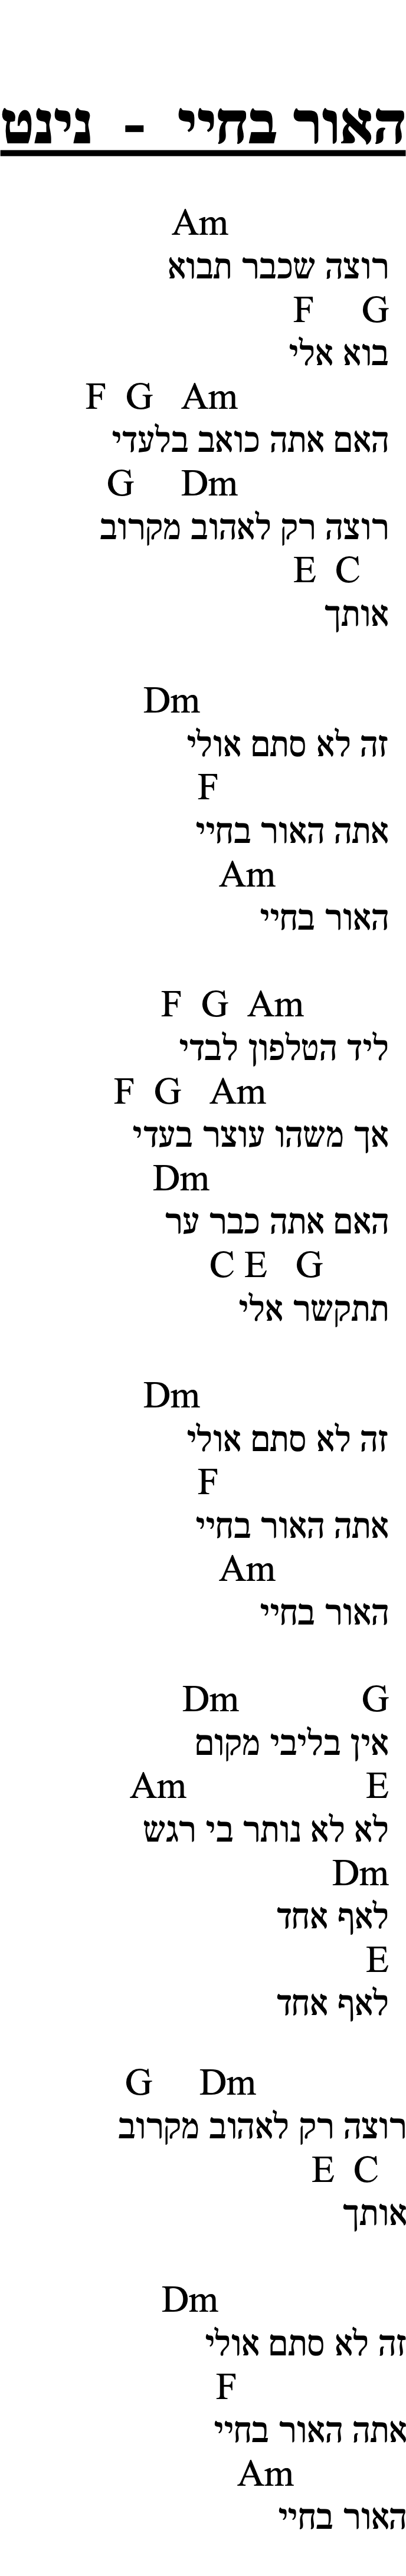 האור בחיי - נינט
Am
רוצה שכבר תבוא
G F
בוא אלי
Am G F
האם אתה כואב בלעדי
Dm G
רוצה רק לאהוב מקרוב
C E
אותך
Dm
זה לא סתם אולי
F
אתה האור בחיי
Am
האור בחיי
Am G F
ליד הטלפון לבדי
Am G F
אך משהו עוצר בעדי
Dm
האם אתה כבר ער
G E C
תתקשר אלי
Dm
זה לא סתם אולי
F
אתה האור בחיי
Am
האור בחיי
G Dm
אין בליבי מקום
E Am
לא לא נותר בי רגש
Dm
לאף אחד
E
לאף אחד
Dm G
רוצה רק לאהוב מקרוב
C E
אותך
Dm
זה לא סתם אולי
F
אתה האור בחיי
Am
האור בחיי